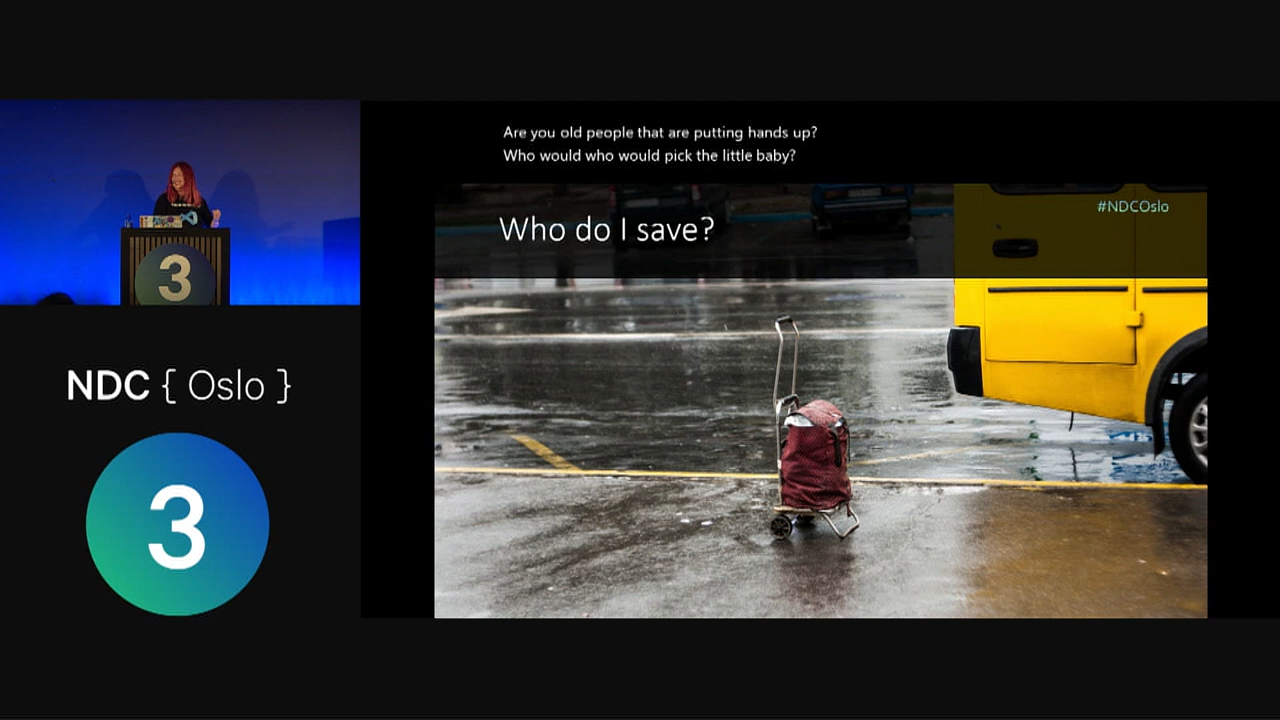 Are you old people that are putting hands up?
Who would who would pick the little baby?
#NDCOslo
Who do I save?
3
NDC { Oslo }
3